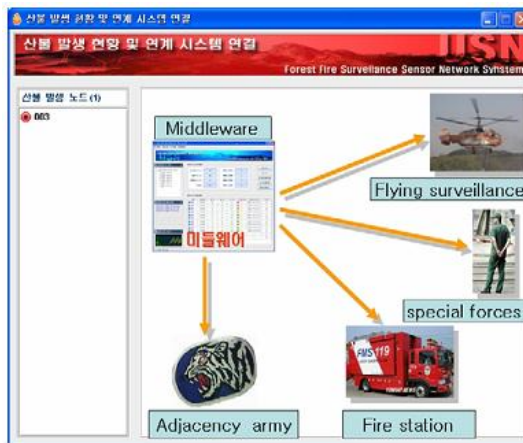 산불 발생 현황 및 연계 시스템 연결
산불 발생 현황 및 연계 시스템 연결
USN
Forest Fire Surveillance Sensor Network Synstem
산불 발생 노드 (1)
003
Middleware
미들웨어
Flying surveillance
special forces
FMS 119
Adjacency army
Fire station